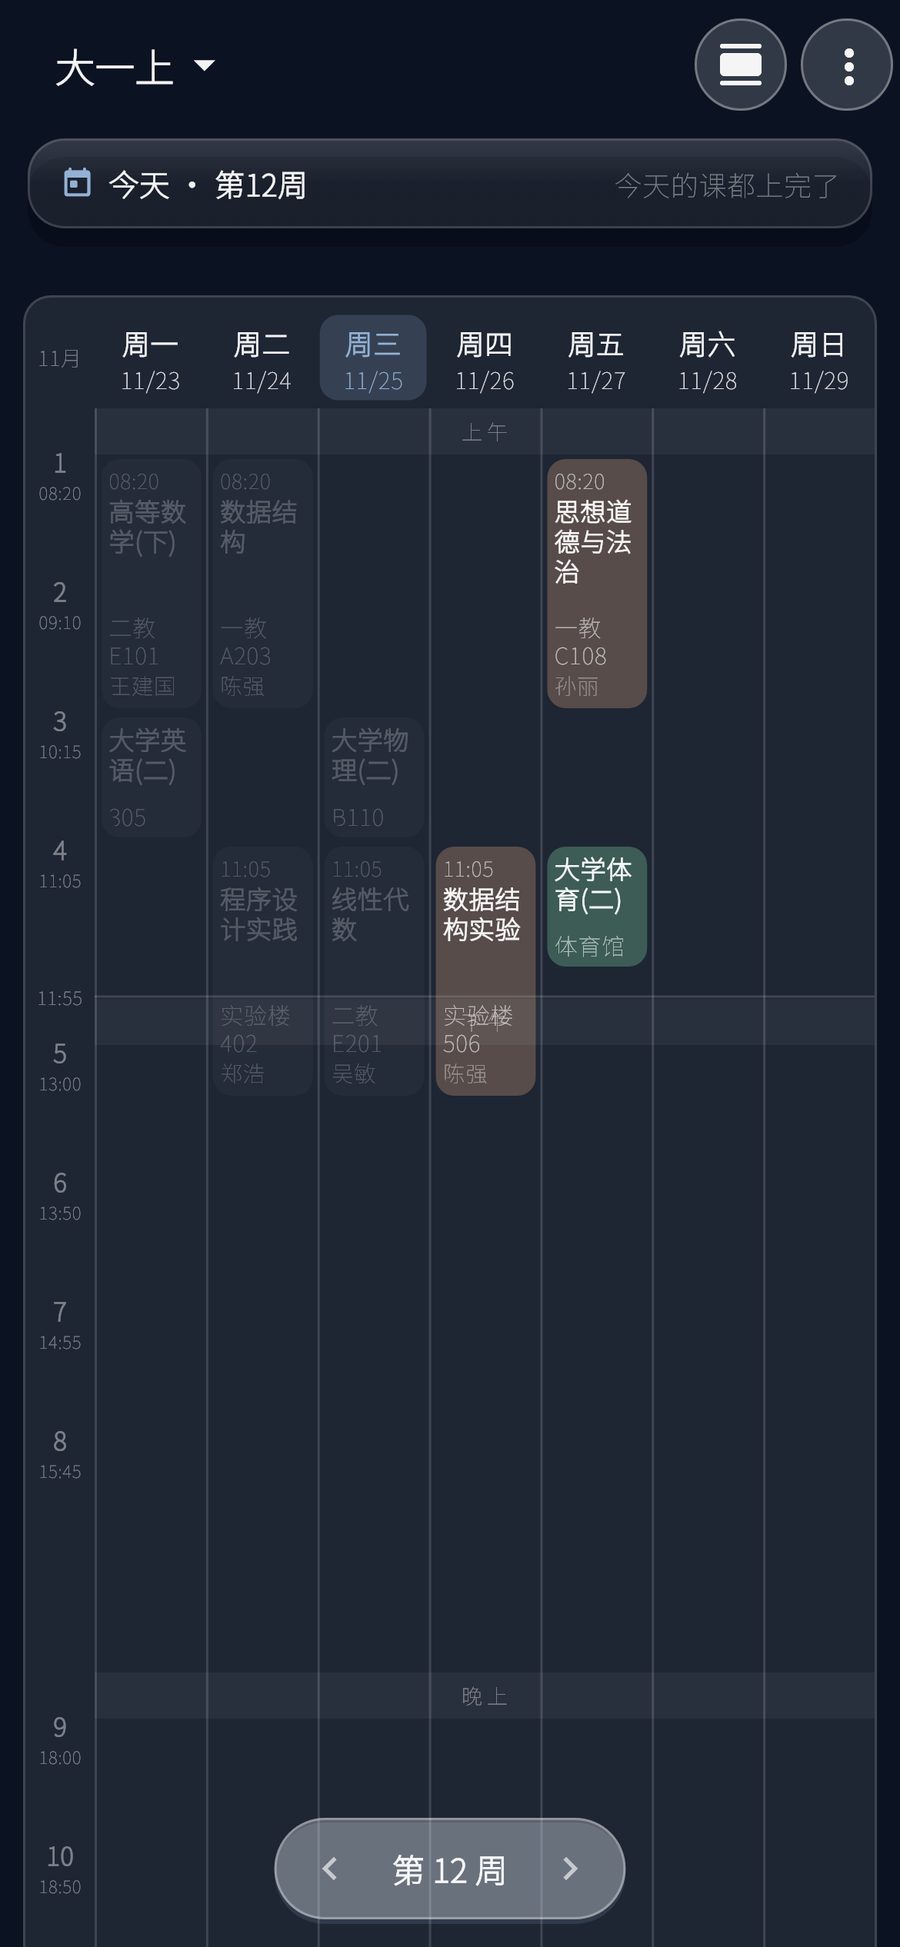 大一上
今天 · 第12周
今天的课都上完了
11月
周一
11/23
周二
11/24
周三
11/25
周四
11/26
周五
11/27
周六
11/28
周日
11/29
上午
1
08:20
2
09:10
3
10:15
4
11:05
11:55
5
13:00
6
13:50
7
14:55
8
15:45
9
18:00
10
18:50
08:20
高等数
学(下)
二教
E101
王建国
大学英
语(二)
305
08:20
数据结
构
一教
A203
陈强
11:05
程序设
计实践
实验楼
402
郑浩
大学物
理(二)
B110
11:05
线性代
数
二教
E201
吴敏
11:05
数据结
构实验
实验楼
506
陈强
08:20
思想道
德与法
治
一教
C108
孙丽
大学体
育(二)
体育馆
晚上
第 12 周